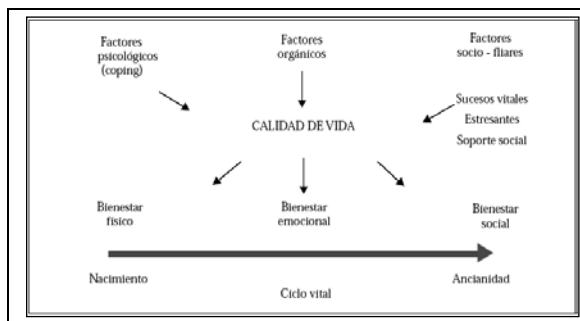 Factores
psicológicos
(coping)
Factores
orgánicos
Factores
socio - fliares
Sucesos vitales
Estresantes
Soporte social
CALIDAD DE VIDA
Bienestar
físico
Bienestar
emocional
Bienestar
social
Nacimiento
Ciclo vital
Ancianidad